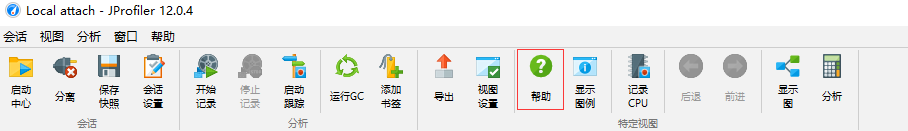 Local attach - JProfiler 12.0.4
会话 视图 分析 窗口 帮助
启动 保存 会话 开始 停止 启动 添加 视图 显示 记录 显示
中心 分离 快照 设置 记录 记录 跟踪 运行GC 书签 导出 设置 帮助 图例 CPU 后退 前进 图 分析
会话 分析 特定视图